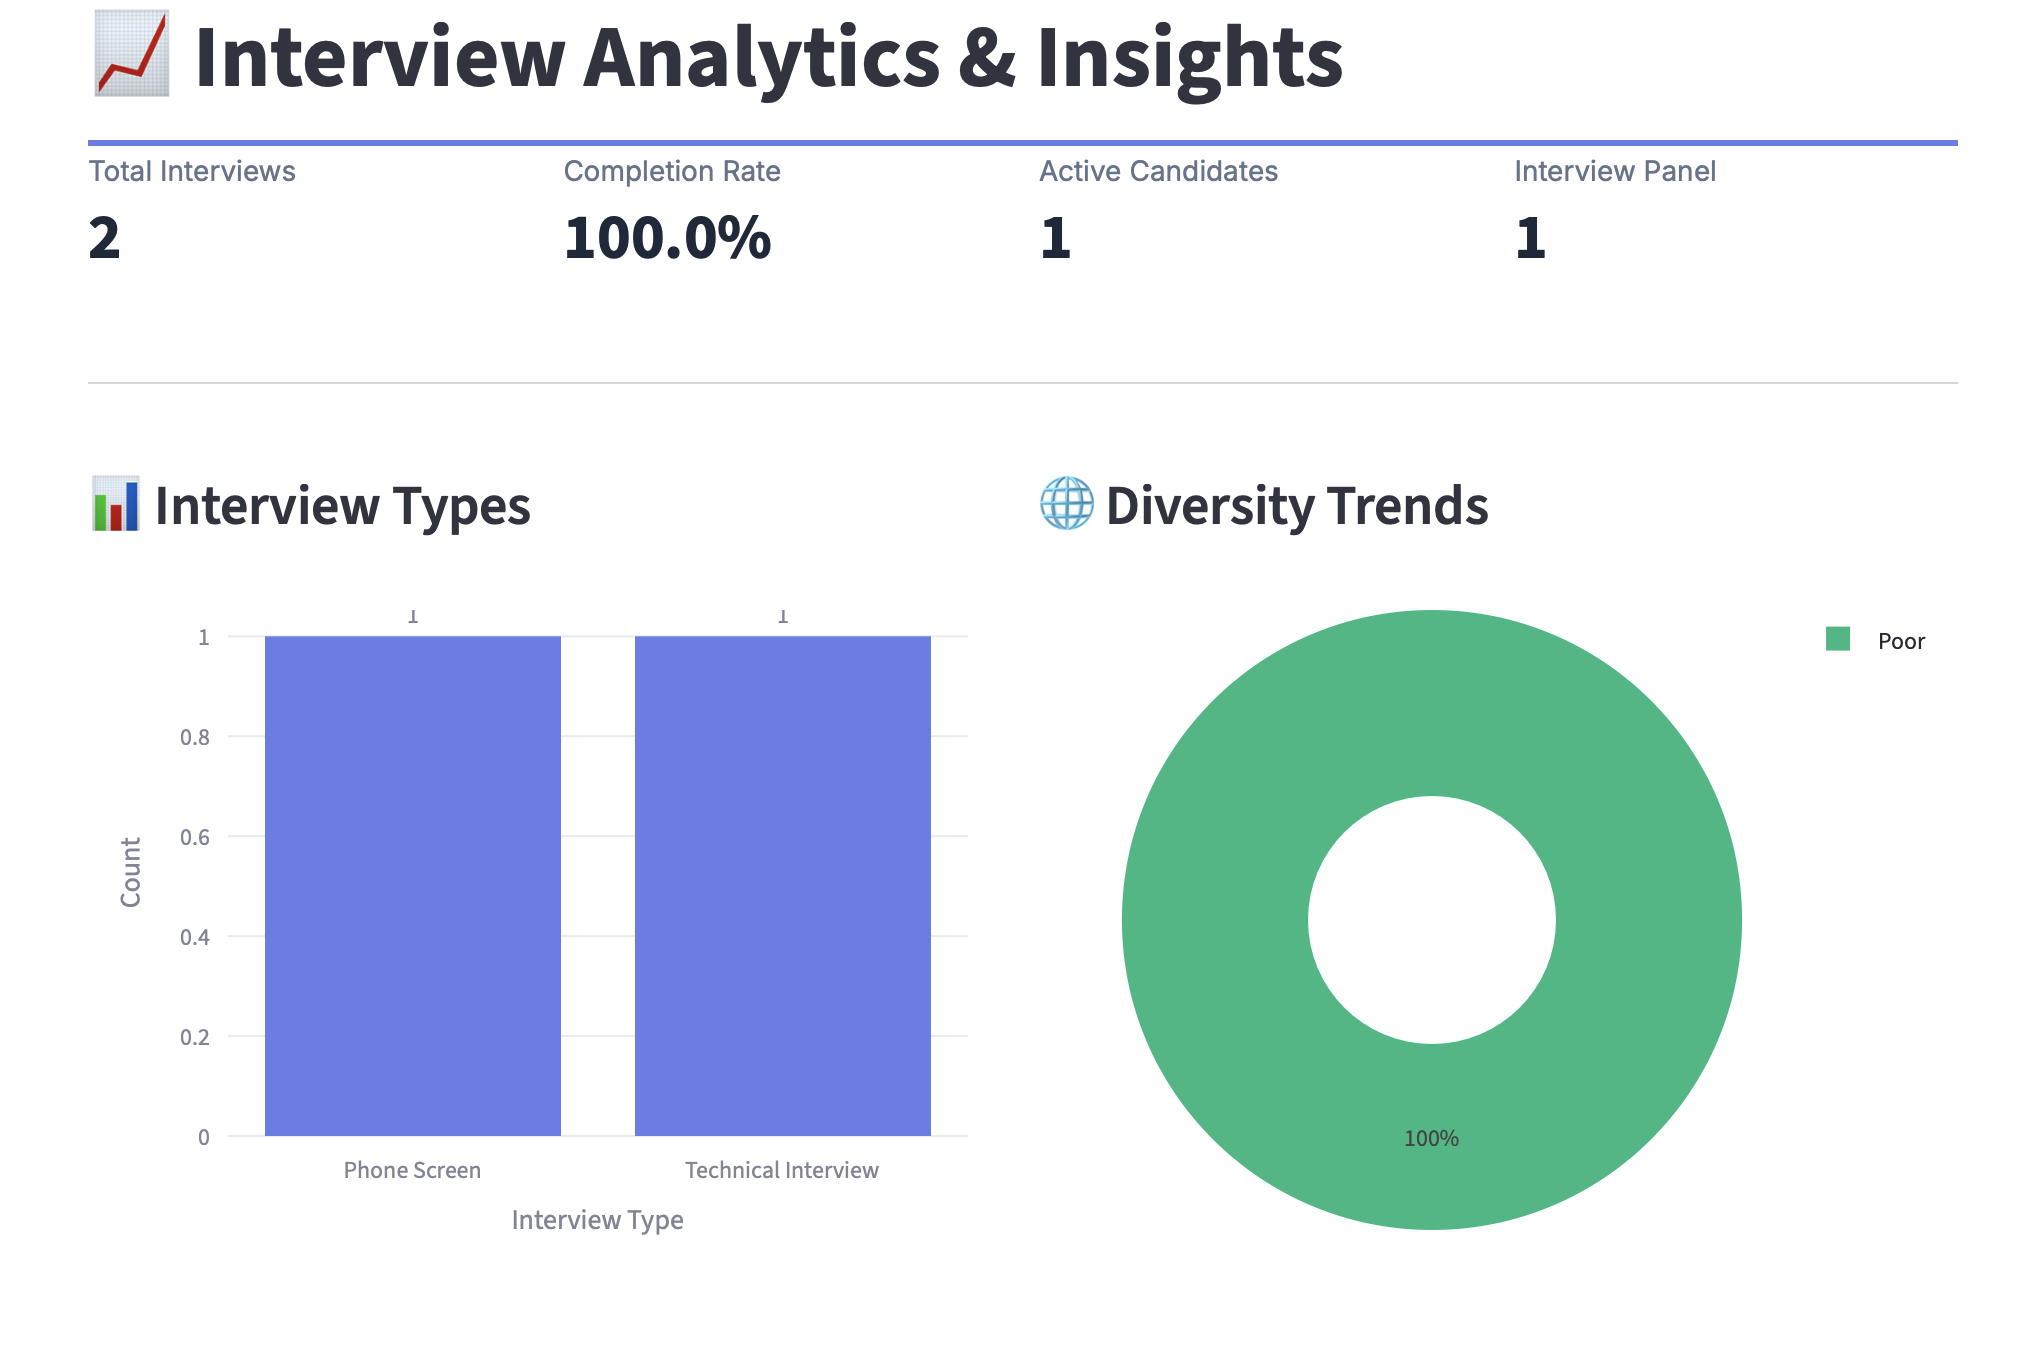 Interview Analytics & Insights
Total Interviews
2
Completion Rate
100.0%
Active Candidates
1
Interview Panel
1
Interview Types
1
1
1
0.8
0.6
0.4
0.2
0
Count
Phone Screen
Technical Interview
Interview Type
Diversity Trends
Poor
100%